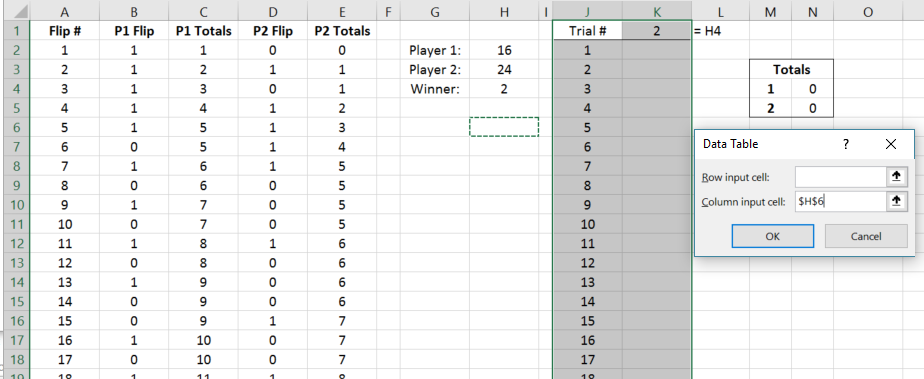 A B C D E F G H I J K L M N O
1 Flip # P1 Flip P1 Totals P2 Flip P2 Totals Trial # 2 = H4
2 1 1 1 0 0 Player 1: 16 1
3 2 1 2 1 1 Player 2: 24 2 Totals
4 3 1 3 0 1 Winner: 2 3 1 0
5 4 1 4 1 2 4 2 0
6 5 1 5 1 3 5
7 6 0 5 1 4 6
8 7 1 6 1 5 7
9 8 0 6 0 5 8
10 9 1 7 0 5 9
11 10 0 7 0 5 10
12 11 1 8 1 6 11
13 12 0 8 0 6 12
14 13 1 9 0 6 13
15 14 0 9 0 6 14
16 15 0 9 1 7 15
17 16 1 10 0 7 16
18 17 0 10 0 7 17
19 18 1 11 1 8 18
Data Table ? ×
Row input cell:
Column input cell: $H$6
OK Cancel